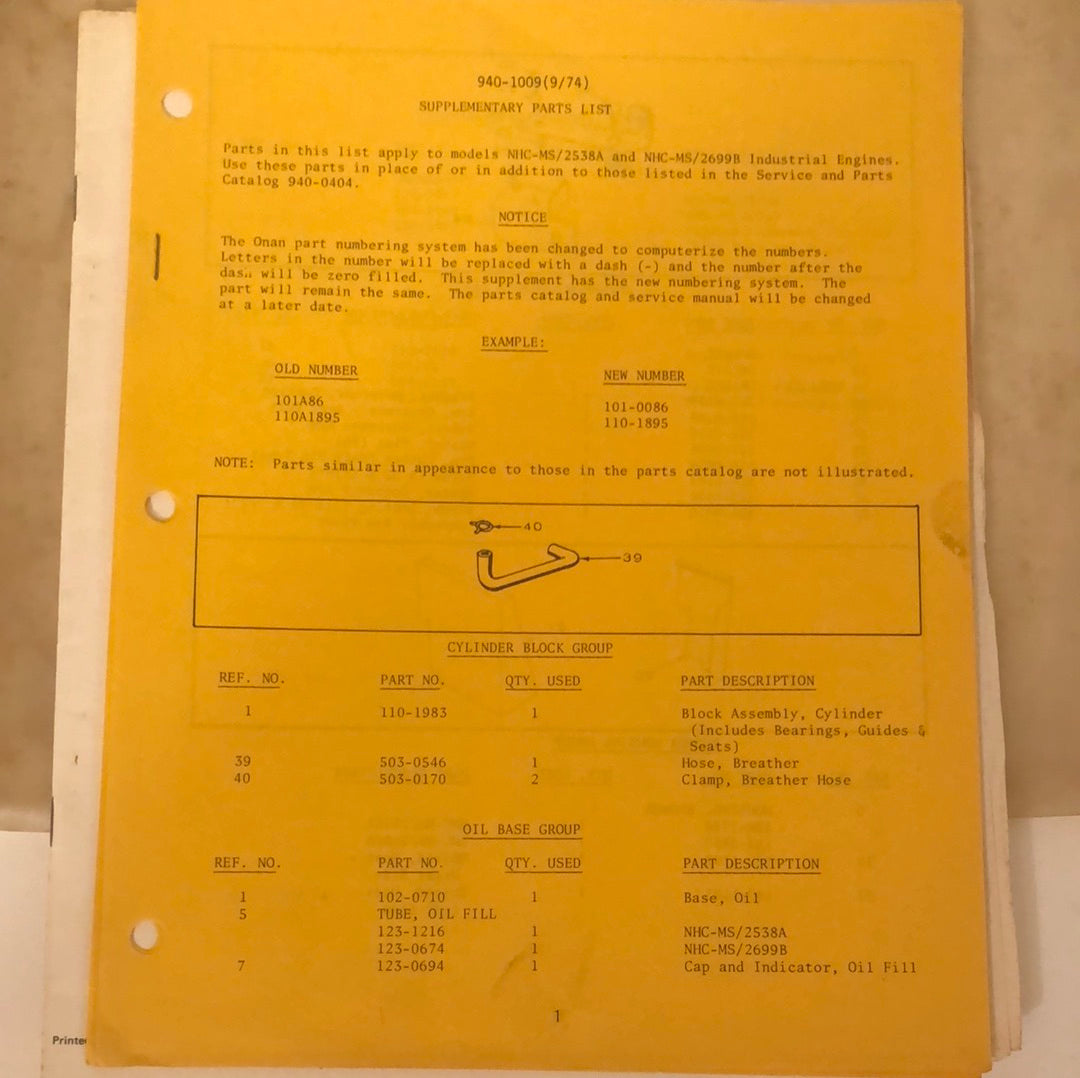 940-1009(9/74)
SUPPLEMENTARY PARTS LIST
Parts in this list apply to models NHC-MS/2538A and NHC-MS/2699B Industrial Engines.
Use these parts in place of or in addition to those listed in the Service and Parts
Catalog 940-0404.
NOTICE
The Onan part numbering system has been changed to computerize the numbers.
Letters in the number will be replaced with a dash (-) and the number after the
dash will be zero filled. This supplement has the new numbering system. The
part will remain the same. The parts catalog and service manual will be changed
at a later date.
EXAMPLE:
OLD NUMBER NEW NUMBER
101A86 101-0086
110A1895 110-1895
NOTE: Parts similar in appearance to those in the parts catalog are not illustrated.
40
39
CYLINDER BLOCK GROUP
REF. NO. PART NO. QTY. USED PART DESCRIPTION
1 110-1983 1 Block Assembly, Cylinder
(Includes Bearings, Guides &
Seats)
39 503-0546 1 Hose, Breather
40 503-0170 2 Clamp, Breather Hose
OIL BASE GROUP
REF. NO. PART NO. QTY. USED PART DESCRIPTION
1 102-0710 1 Base, Oil
5 TUBE, OIL FILL
123-1216 1 NHC-MS/2538A
123-0674 1 NHC-MS/2699B
7 123-0694 1 Cap and Indicator, Oil Fill
1
Printe